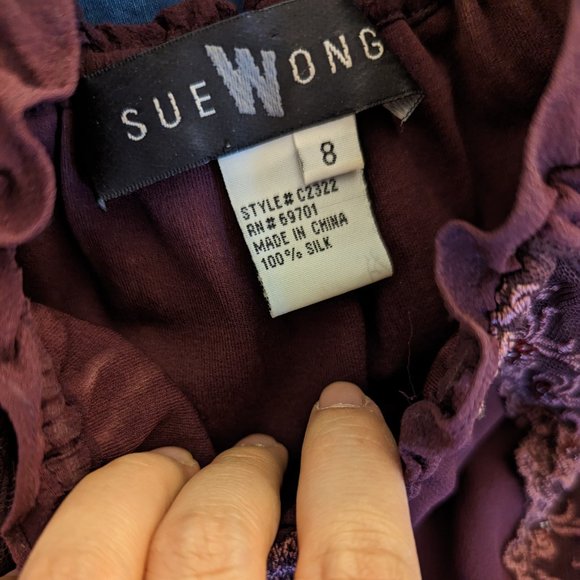 SUE WONG
8
STYLE# C2322
RN# 69701
MADE IN CHINA
100% SILK